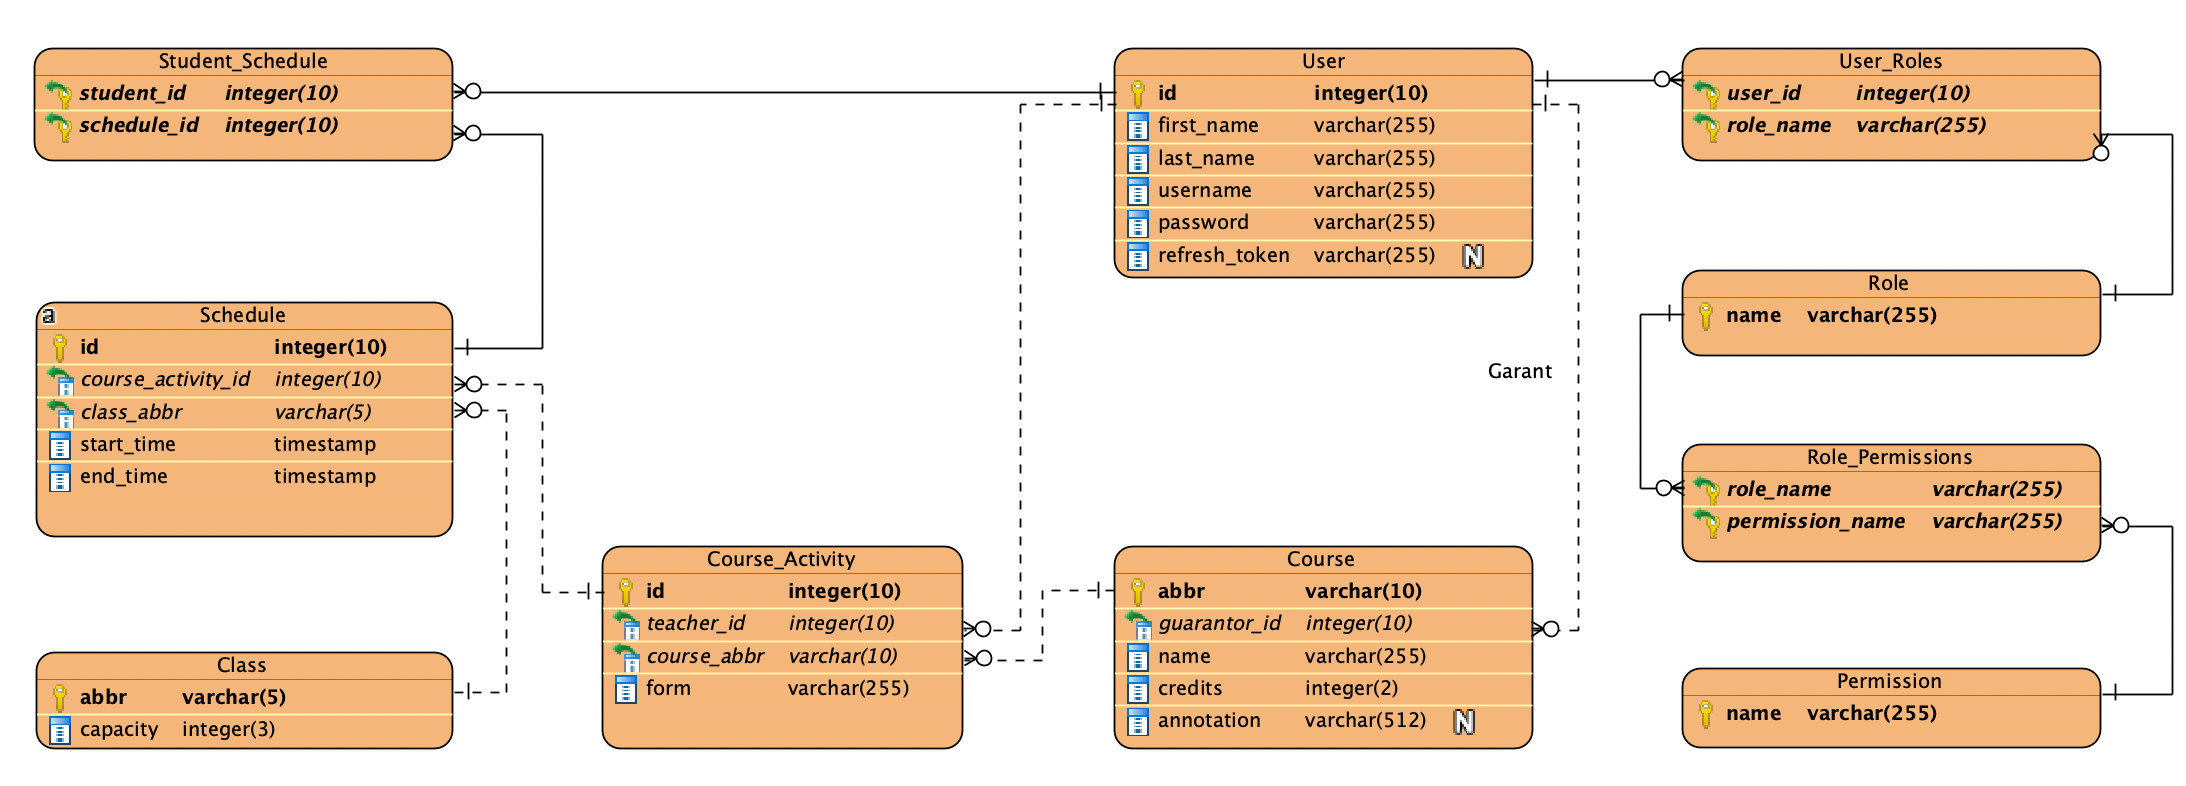 Student_Schedule
student_id integer(10)
schedule_id integer(10)
User
id integer(10)
first_name varchar(255)
last_name varchar(255)
username varchar(255)
password varchar(255)
refresh_token varchar(255) N
User_Roles
user_id integer(10)
role_name varchar(255)
Role
name varchar(255)
a
Schedule
id integer(10)
course_activity_id integer(10)
class_abbr varchar(5)
start_time timestamp
end_time timestamp
Garant
Role_Permissions
role_name varchar(255)
permission_name varchar(255)
Course_Activity
id integer(10)
teacher_id integer(10)
course_abbr varchar(10)
form varchar(255)
Course
abbr varchar(10)
guarantor_id integer(10)
name varchar(255)
credits integer(2)
annotation varchar(512) N
Class
abbr varchar(5)
capacity integer(3)
Permission
name varchar(255)